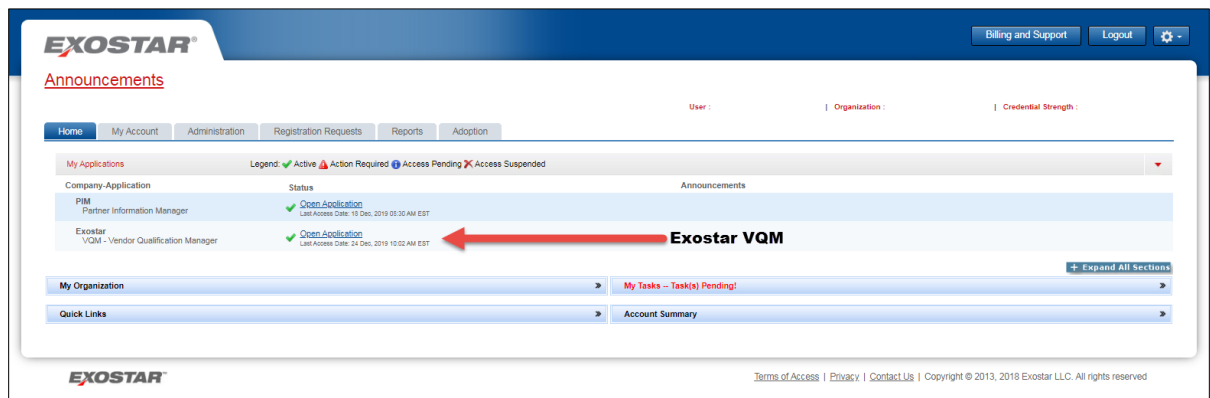 EXOSTAR®
Billing and Support Logout
Announcements
User : | Organization : | Credential Strength :
Home My Account Administration Registration Requests Reports Adoption
My Applications Legend: Active Action Required Access Pending Access Suspended
Company-Application Status Announcements
PIM
Partner Information Manager
Open Application
Last Access Date: 18 Dec, 2019 05:30 AM EST
Exostar
VQM - Vendor Qualification Manager
Open Application
Last Access Date: 24 Dec, 2019 10:02 AM EST
Exostar VQM
+ Expand All Sections
My Organization » My Tasks -- Task(s) Pending! »
Quick Links » Account Summary »
EXOSTAR™
Terms of Access | Privacy | Contact Us | Copyright © 2013, 2018 Exostar LLC. All rights reserved